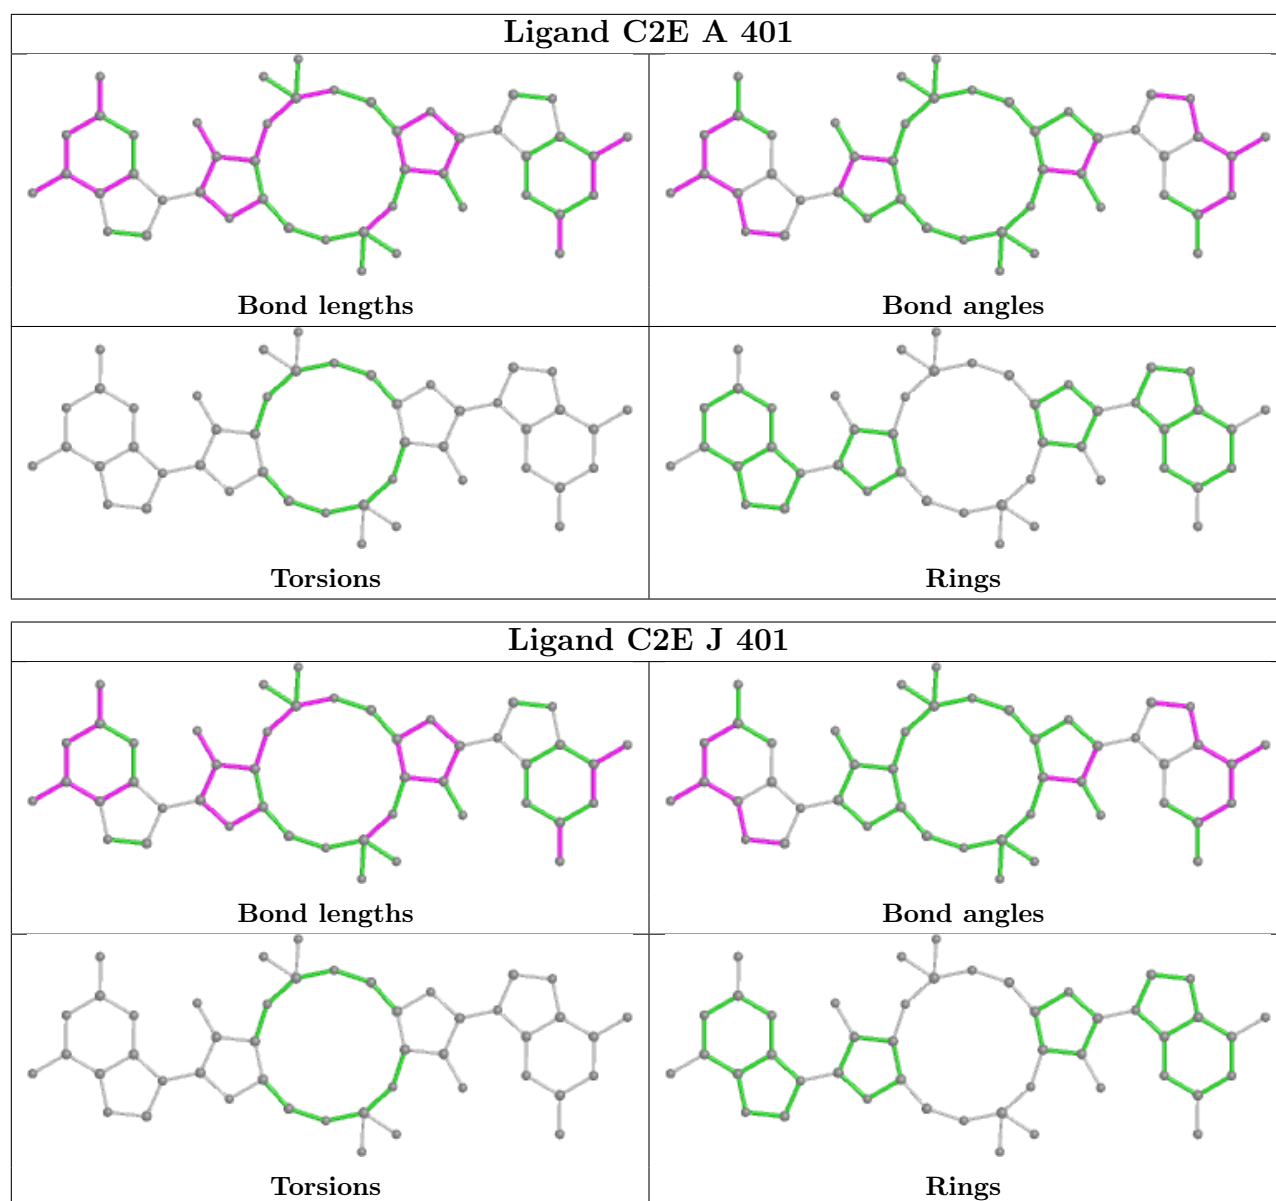 Ligand C2E A 401
Bond lengths
Bond angles
Torsions
Rings
Ligand C2E J 401
Bond lengths
Bond angles
Torsions
Rings